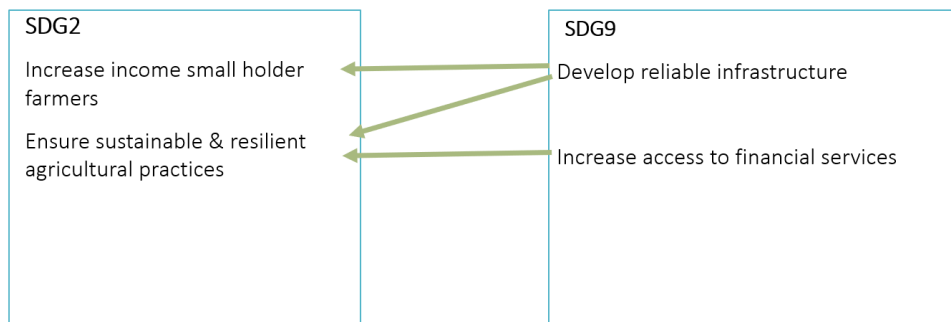 SDG2
Increase income small holder
farmers
Ensure sustainable & resilient
agricultural practices
SDG9
Develop reliable infrastructure
Increase access to financial services